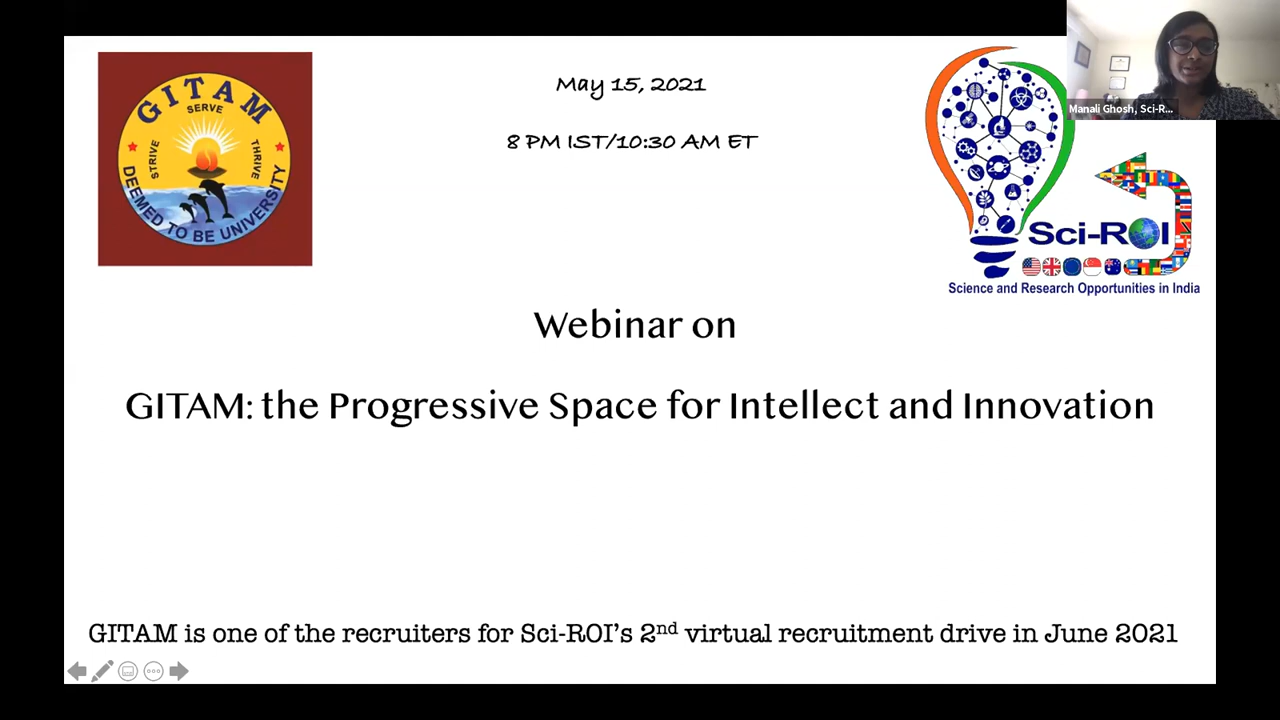 GITAM
SERVE
STRIVE
THRIVE
DEEMED TO BE UNIVERSITY
May 15, 2021
8 PM IST/10:30 AM ET
Manali Ghosh, Sci-R...
Sci-ROI
Science and Research Opportunities in India
Webinar on
GITAM: the Progressive Space for Intellect and Innovation
GITAM is one of the recruiters for Sci-ROI’s 2nd virtual recruitment drive in June 2021